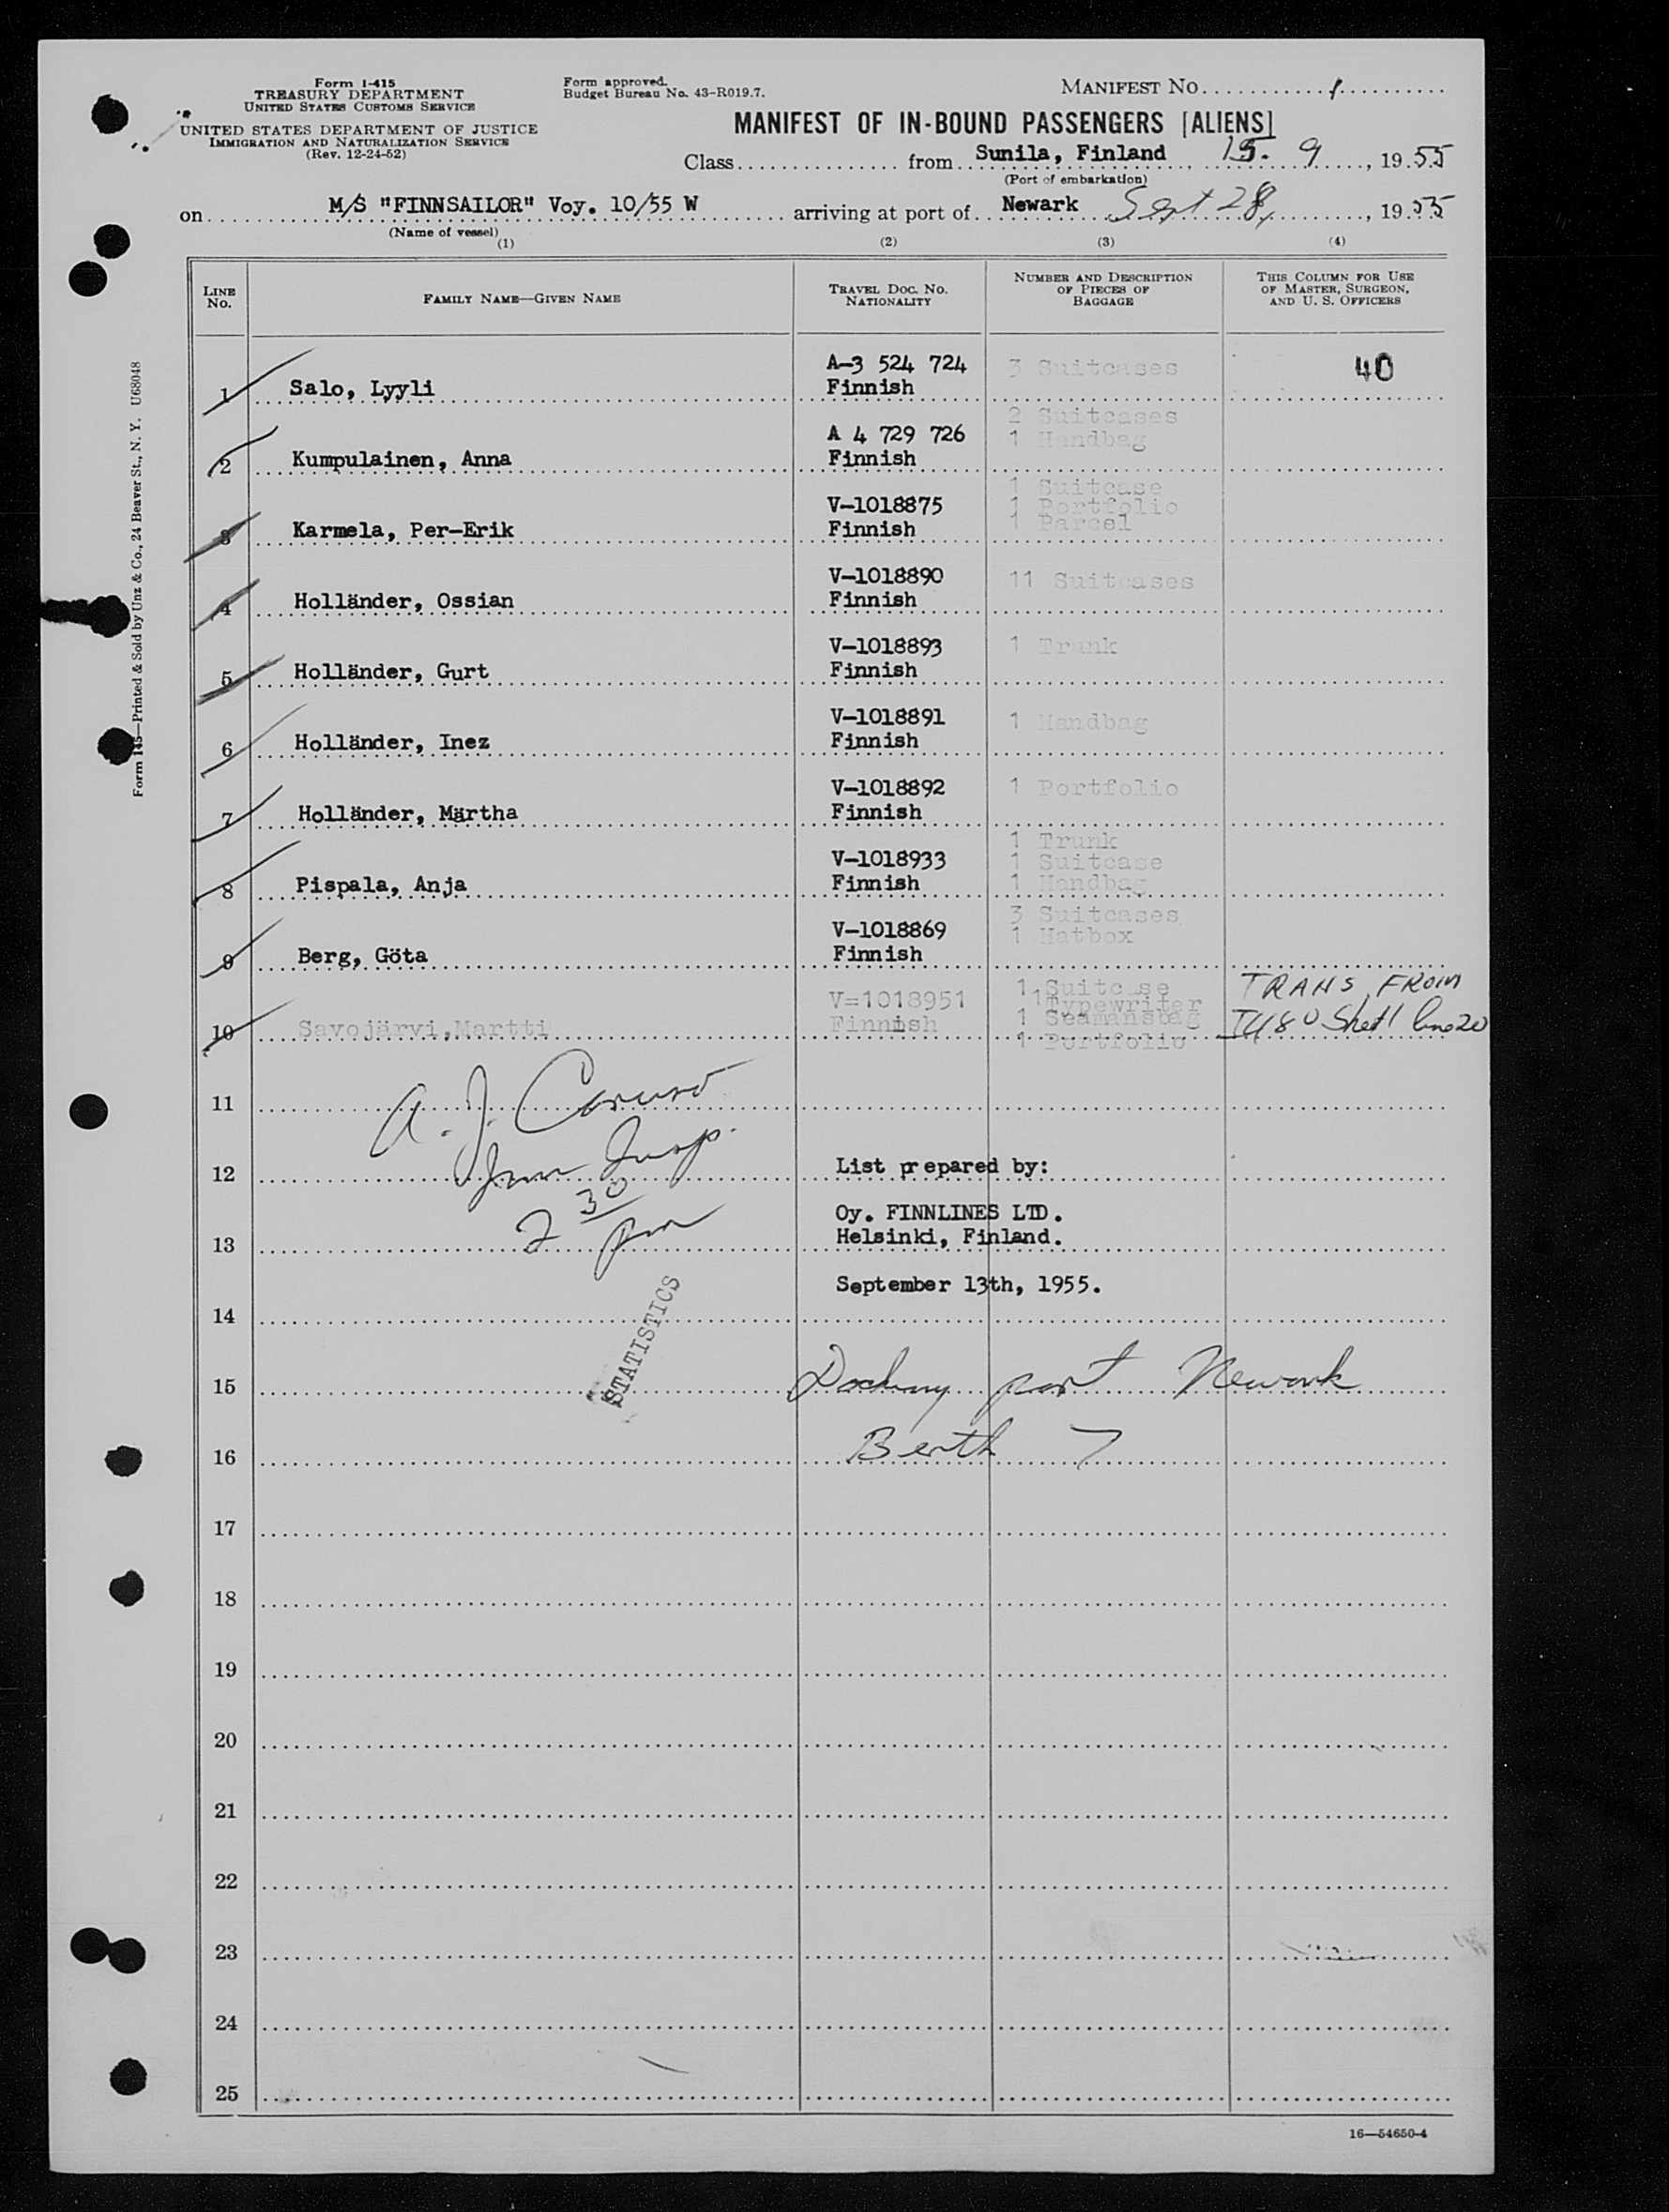 Form I-415
TREASURY DEPARTMENT
UNITED STATES CUSTOMS SERVICE
UNITED STATES DEPARTMENT OF JUSTICE
IMMIGRATION AND NATURALIZATION SERVICE
(Rev. 12-24-52)
Form approved.
Budget Bureau No. 43-R019.7.
MANIFEST NO. 1
MANIFEST OF IN-BOUND PASSENGERS [ALIENS]
Class from Sunila, Finland, 15. 9, 1955
(Port of embarkation)
on M/S "FINNSAILOR" Voy. 10/55 W arriving at port of Newark Sept 28, 1955
(Name of vessel)
(1) (2) (3) (4)
LINE No. FAMILY NAME—GIVEN NAME TRAVEL DOC. NO. NATIONALITY NUMBER AND DESCRIPTION OF PIECES OF BAGGAGE THIS COLUMN FOR USE OF MASTER, SURGEON, AND U. S. OFFICERS
A-3 524 724 3 Suitcases 40
1 Salo, Lyyli Finnish
2 Suitcases
A 4 729 726 1 Handbag
2 Kumpulainen, Anna Finnish
1 Suitcase
V-1018875 1 Portfolio
3 Karmela, Per-Erik Finnish 1 Parcel
V-1018890 11 Suitcases
4 Holländer, Ossian Finnish
V-1018893 1 Trunk
5 Holländer, Gurt Finnish
V-1018891 1 Handbag
6 Holländer, Inez Finnish
V-1018892 1 Portfolio
7 Holländer, Märtha Finnish
1 Trunk
V-1018933 1 Suitcase
8 Pispala, Anja Finnish 1 Handbag
3 Suitcases
V-1018869 1 Hatbox
9 Berg, Göta Finnish
1 Suitcase TRANS FROM
V=1018951 1 Typewriter
10 Savojärvi,Martti Finnish 1 Seamansbag I480 Shet 1 line 20
1 Portfolio
11 A. J. Caruso
12 Imm Insp. List prepared by:
2 30 pm Oy. FINNLINES LTD.
13 Helsinki, Finland.
September 13th, 1955.
14
STATISTICS
15 Docking port Newark
16 Berth 7
17
18
19
20
21
22
23
24
25
16—54650-4
Form 145—Printed & Sold by Unz & Co., 24 Beaver St., N. Y. U68048